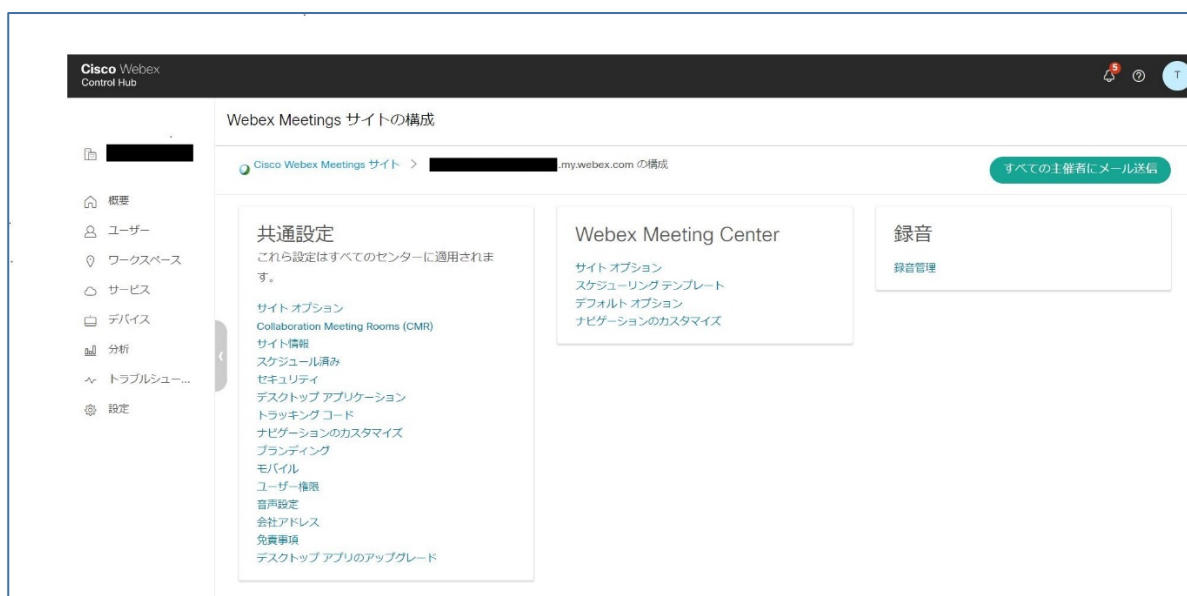 Cisco Webex
Control Hub
5
T
Webex Meetings サイトの構成
Cisco Webex Meetings サイト > .my.webex.com の構成
すべての主催者にメール送信
概要
ユーザー
ワークスペース
サービス
デバイス
分析
トラブルシュー...
設定
共通設定
これら設定はすべてのセンターに適用されま
す。
サイト オプション
Collaboration Meeting Rooms (CMR)
サイト情報
スケジュール済み
セキュリティ
デスクトップ アプリケーション
トラッキング コード
ナビゲーションのカスタマイズ
ブランディング
モバイル
ユーザー権限
音声設定
会社アドレス
免責事項
デスクトップ アプリのアップグレード
Webex Meeting Center
サイト オプション
スケジューリング テンプレート
デフォルト オプション
ナビゲーションのカスタマイズ
録音
録音管理